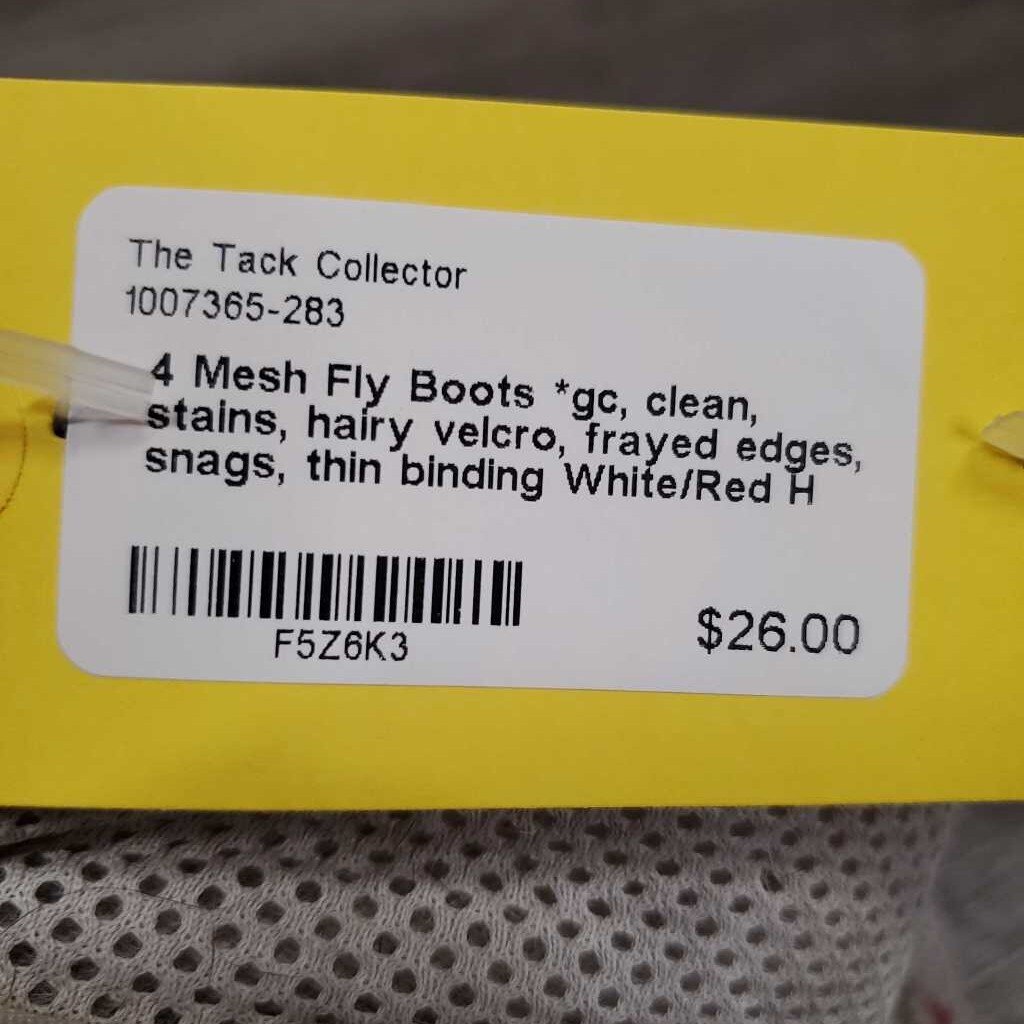 The Tack Collector
1007365-283
4 Mesh Fly Boots *gc, clean,
stains, hairy velcro, frayed edges,
snags, thin binding White/Red H
F5Z6K3
$26.00